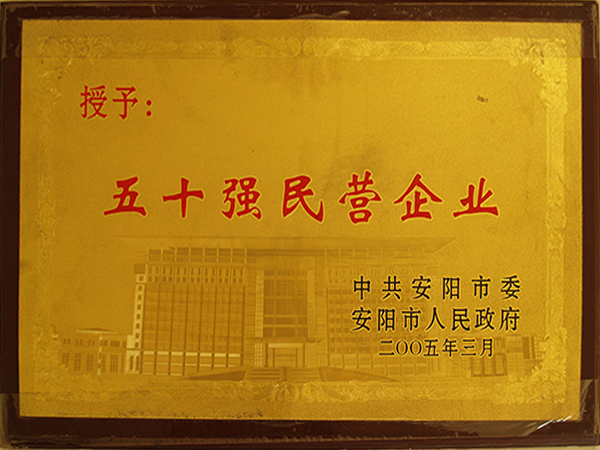 授予：
五十强民营企业
中共安阳市委
安阳市人民政府
二〇〇五年三月